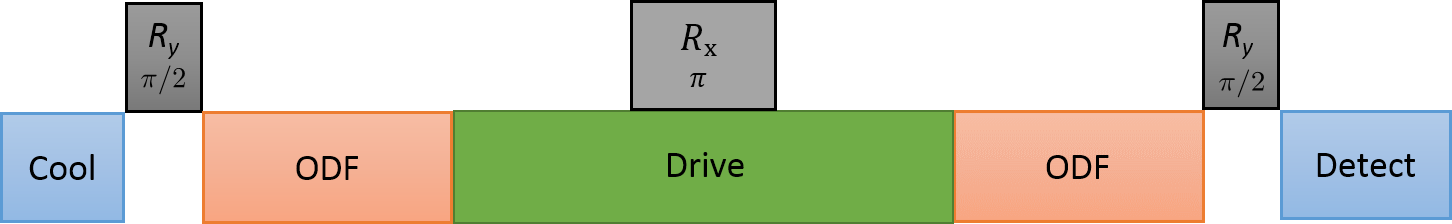 R_y
π/2
R_x
π
R_y
π/2
Cool
ODF
Drive
ODF
Detect